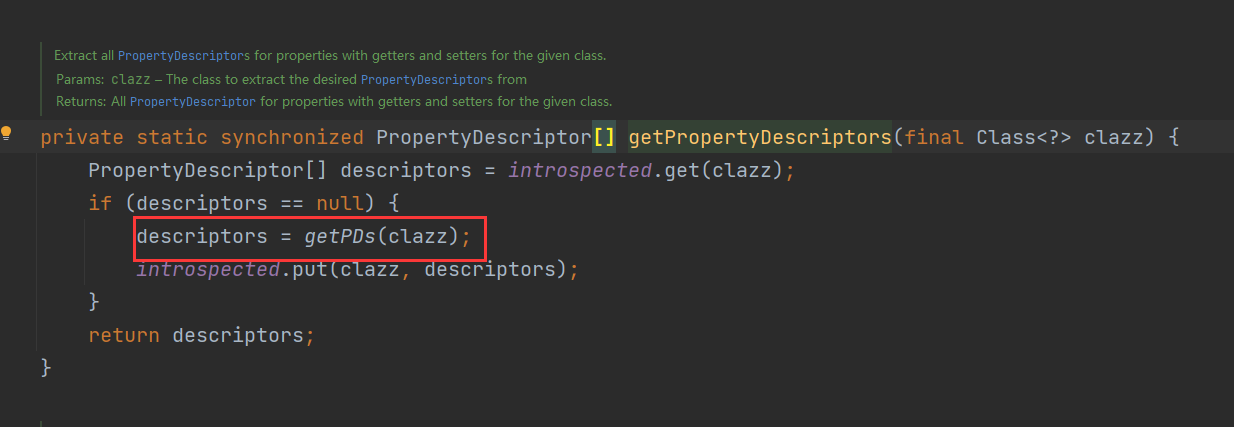 Extract all PropertyDescriptors for properties with getters and setters for the given class.
Params: clazz – The class to extract the desired PropertyDescriptors from
Returns: All PropertyDescriptor for properties with getters and setters for the given class.
private static synchronized PropertyDescriptor[] getPropertyDescriptors(final Class<?> clazz) {
PropertyDescriptor[] descriptors = introspected.get(clazz);
if (descriptors == null) {
descriptors = getPDs(clazz);
introspected.put(clazz, descriptors);
}
return descriptors;
}